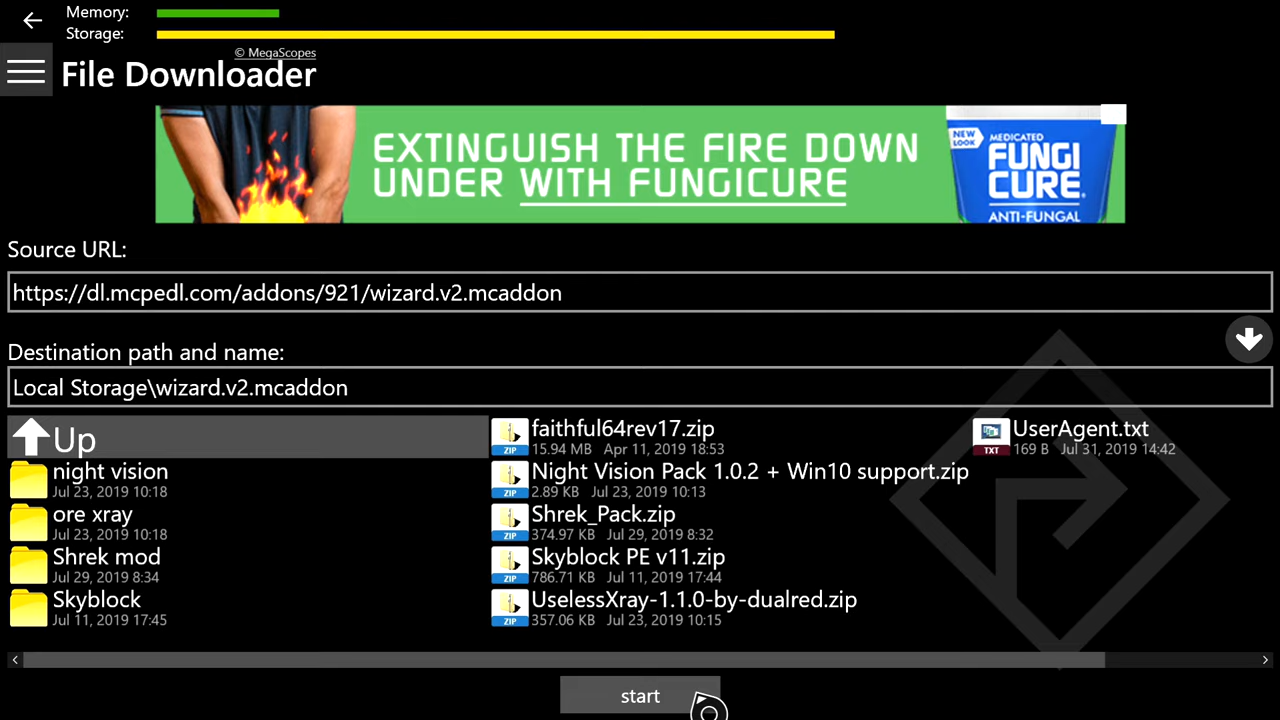 Memory:
Storage:
© MegaScopes
File Downloader
EXTINGUISH THE FIRE DOWN
UNDER WITH FUNGICURE
NEW
LOOK
MEDICATED
FUNGI
CURE
ANTI-FUNGAL
Source URL:
https://dl.mcpedl.com/addons/921/wizard.v2.mcaddon
Destination path and name:
Local Storage\wizard.v2.mcaddon
Up
night vision
Jul 23, 2019 10:18
ore xray
Jul 23, 2019 10:18
Shrek mod
Jul 29, 2019 8:34
Skyblock
Jul 11, 2019 17:45
faithful64rev17.zip
ZIP 15.94 MB Apr 11, 2019 18:53
Night Vision Pack 1.0.2 + Win10 support.zip
ZIP 2.89 KB Jul 23, 2019 10:13
Shrek_Pack.zip
ZIP 374.97 KB Jul 29, 2019 8:32
Skyblock PE v11.zip
ZIP 786.71 KB Jul 11, 2019 17:44
UselessXray-1.1.0-by-dualred.zip
ZIP 357.06 KB Jul 23, 2019 10:15
UserAgent.txt
TXT 169 B Jul 31, 2019 14:42
start